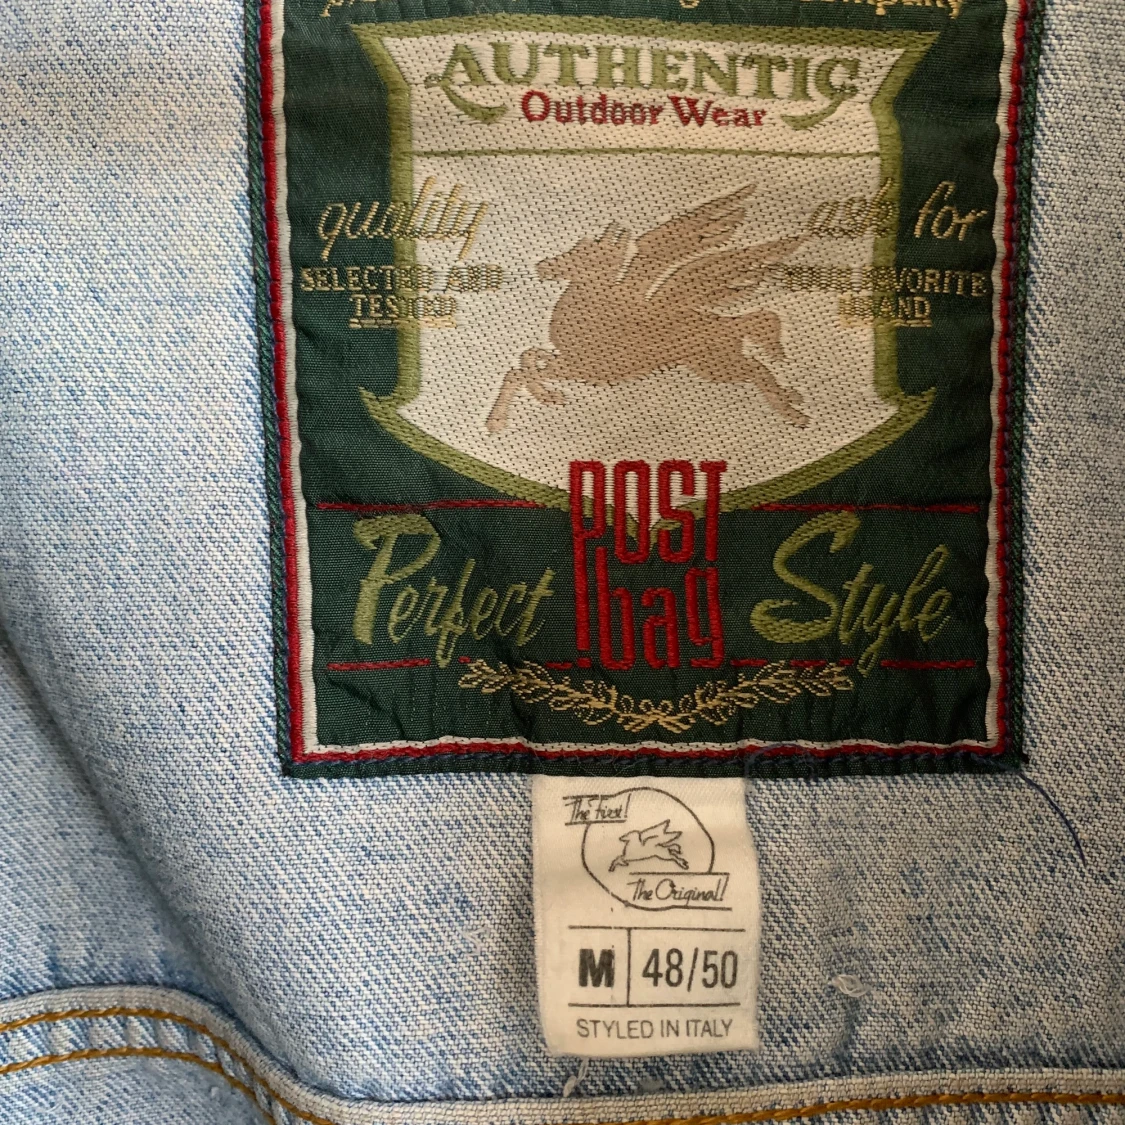 Company
AUTHENTIC
Outdoor Wear
quality
SELECTED AND
TESTED
ask for
YOUR FAVORITE
BRAND
Perfect
POST
bag
Style
The First!
The Original!
M 48/50
STYLED IN ITALY